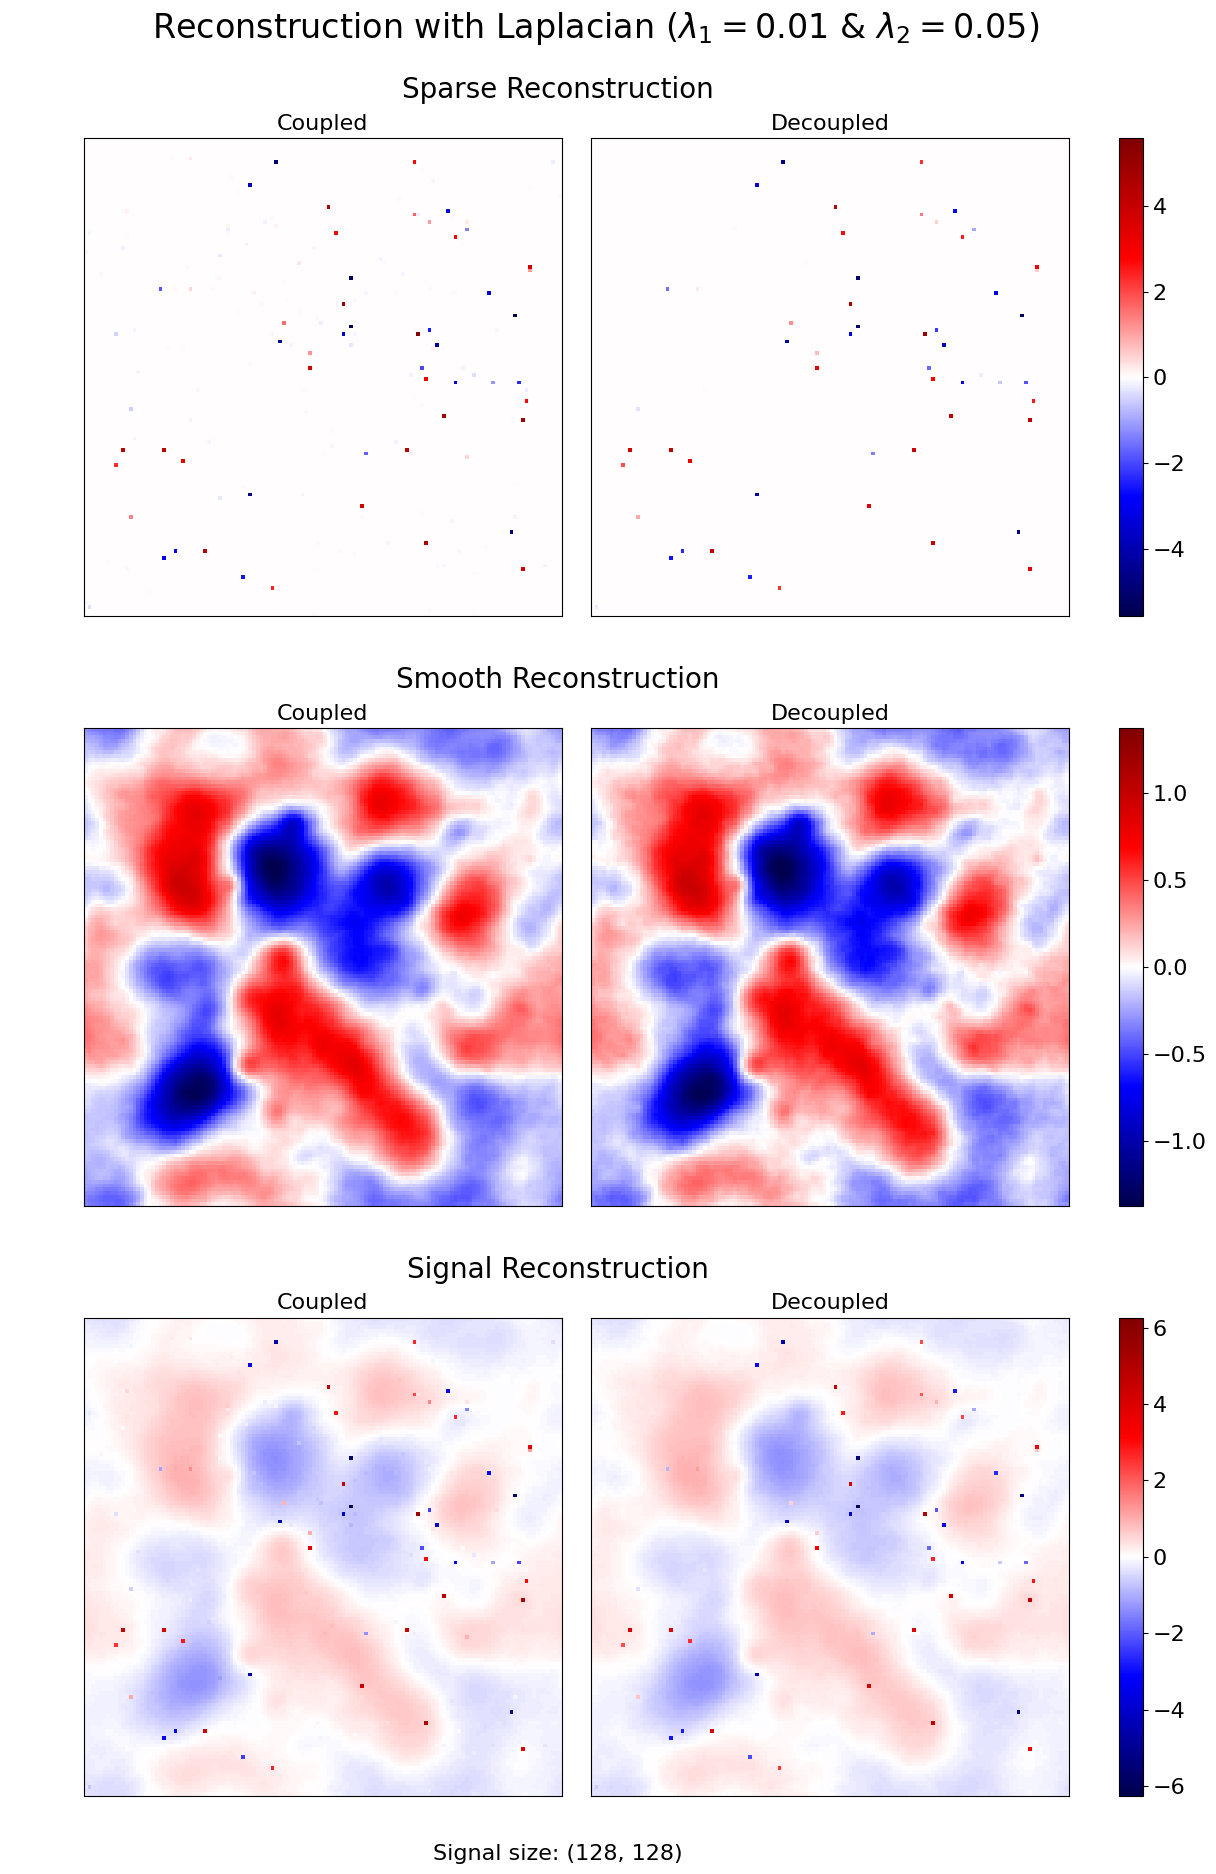 Reconstruction with Laplacian (λ₁ = 0.01 & λ₂ = 0.05)
Sparse Reconstruction
Coupled
Decoupled
4
2
0
−2
−4
Smooth Reconstruction
Coupled
Decoupled
1.0
0.5
0.0
−0.5
−1.0
Signal Reconstruction
Coupled
Decoupled
6
4
2
0
−2
−4
−6
Signal size: (128, 128)